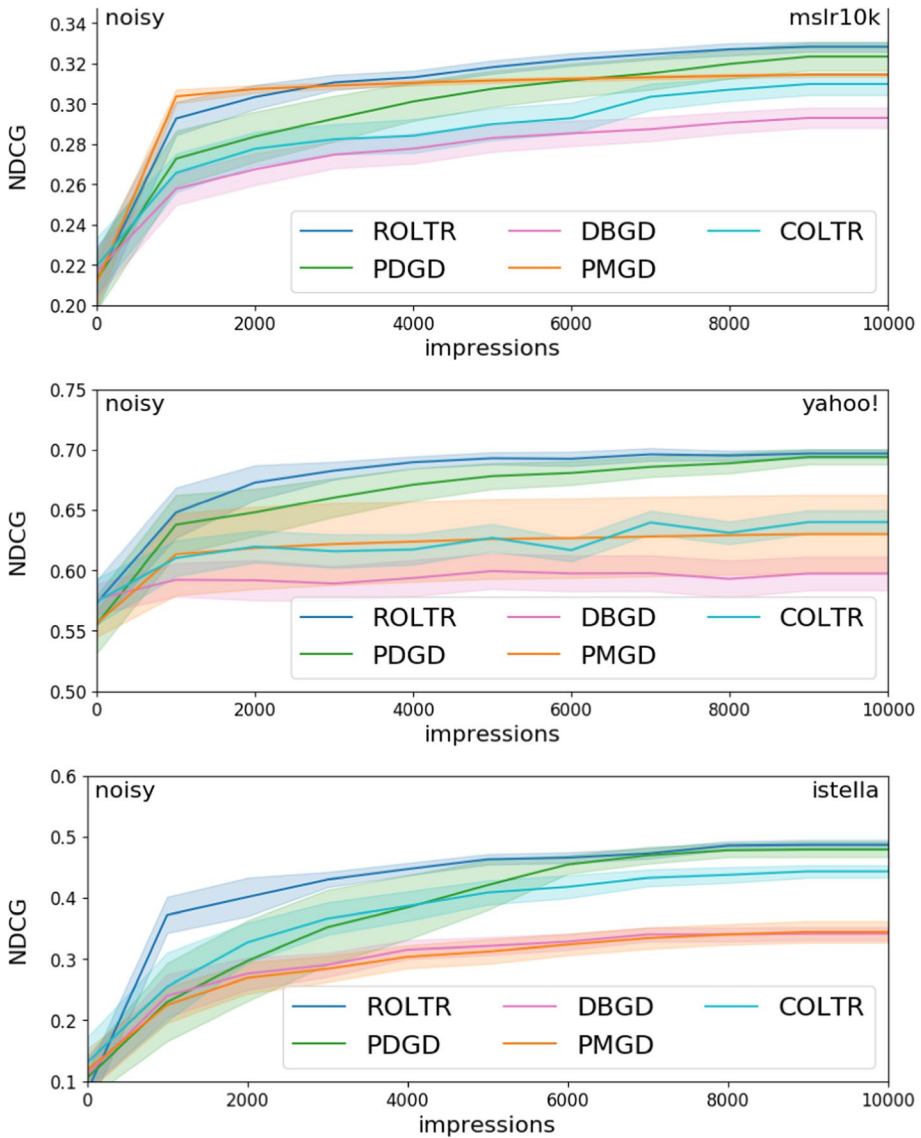 noisy mslr10k
0.34
0.32
0.30
0.28
0.26
0.24
0.22
0.20
NDCG
ROLTR DBGD COLTR
PDGD PMGD
0 2000 4000 6000 8000 10000
impressions
0.75
noisy yahoo!
0.70
0.65
0.60
0.55
0.50
NDCG
ROLTR DBGD COLTR
PDGD PMGD
0 2000 4000 6000 8000 10000
impressions
0.6
noisy istella
0.5
0.4
0.3
0.2
0.1
NDCG
ROLTR DBGD COLTR
PDGD PMGD
0 2000 4000 6000 8000 10000
impressions